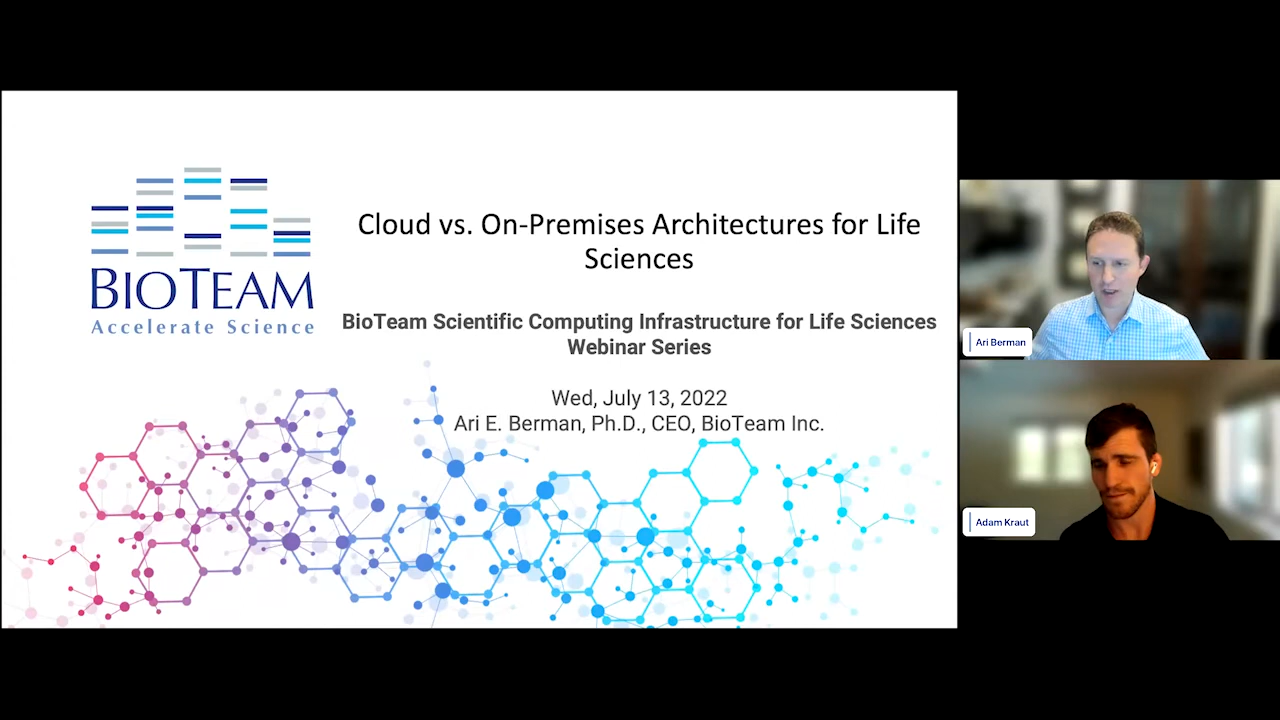 BIOTEAM
Accelerate Science
Cloud vs. On-Premises Architectures for Life
Sciences
BioTeam Scientific Computing Infrastructure for Life Sciences
Webinar Series
Wed, July 13, 2022
Ari E. Berman, Ph.D., CEO, BioTeam Inc.
Ari Berman
Adam Kraut